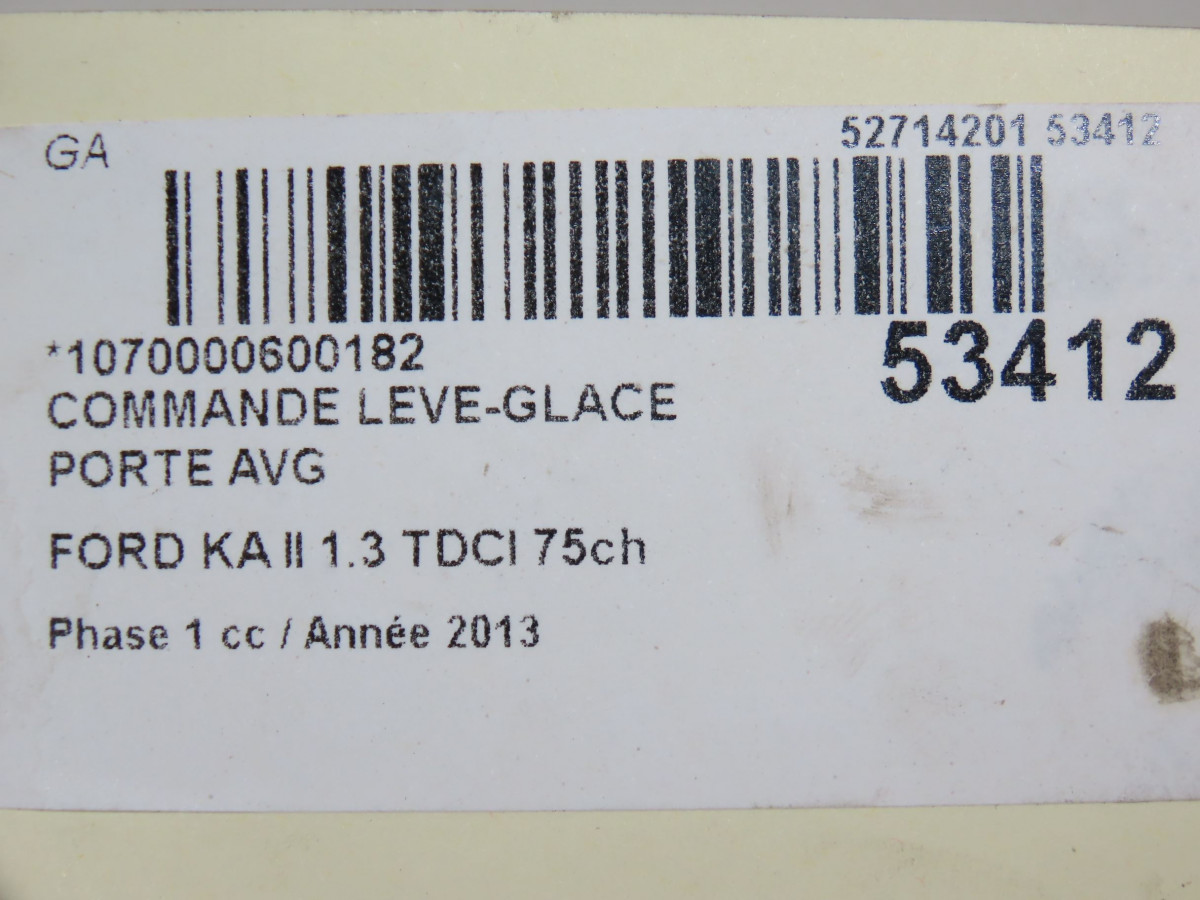 GA
52714201 53412
*1070000600182
53412
COMMANDE LEVE-GLACE
PORTE AVG
FORD KA II 1.3 TDCI 75ch
Phase 1 cc / Année 2013